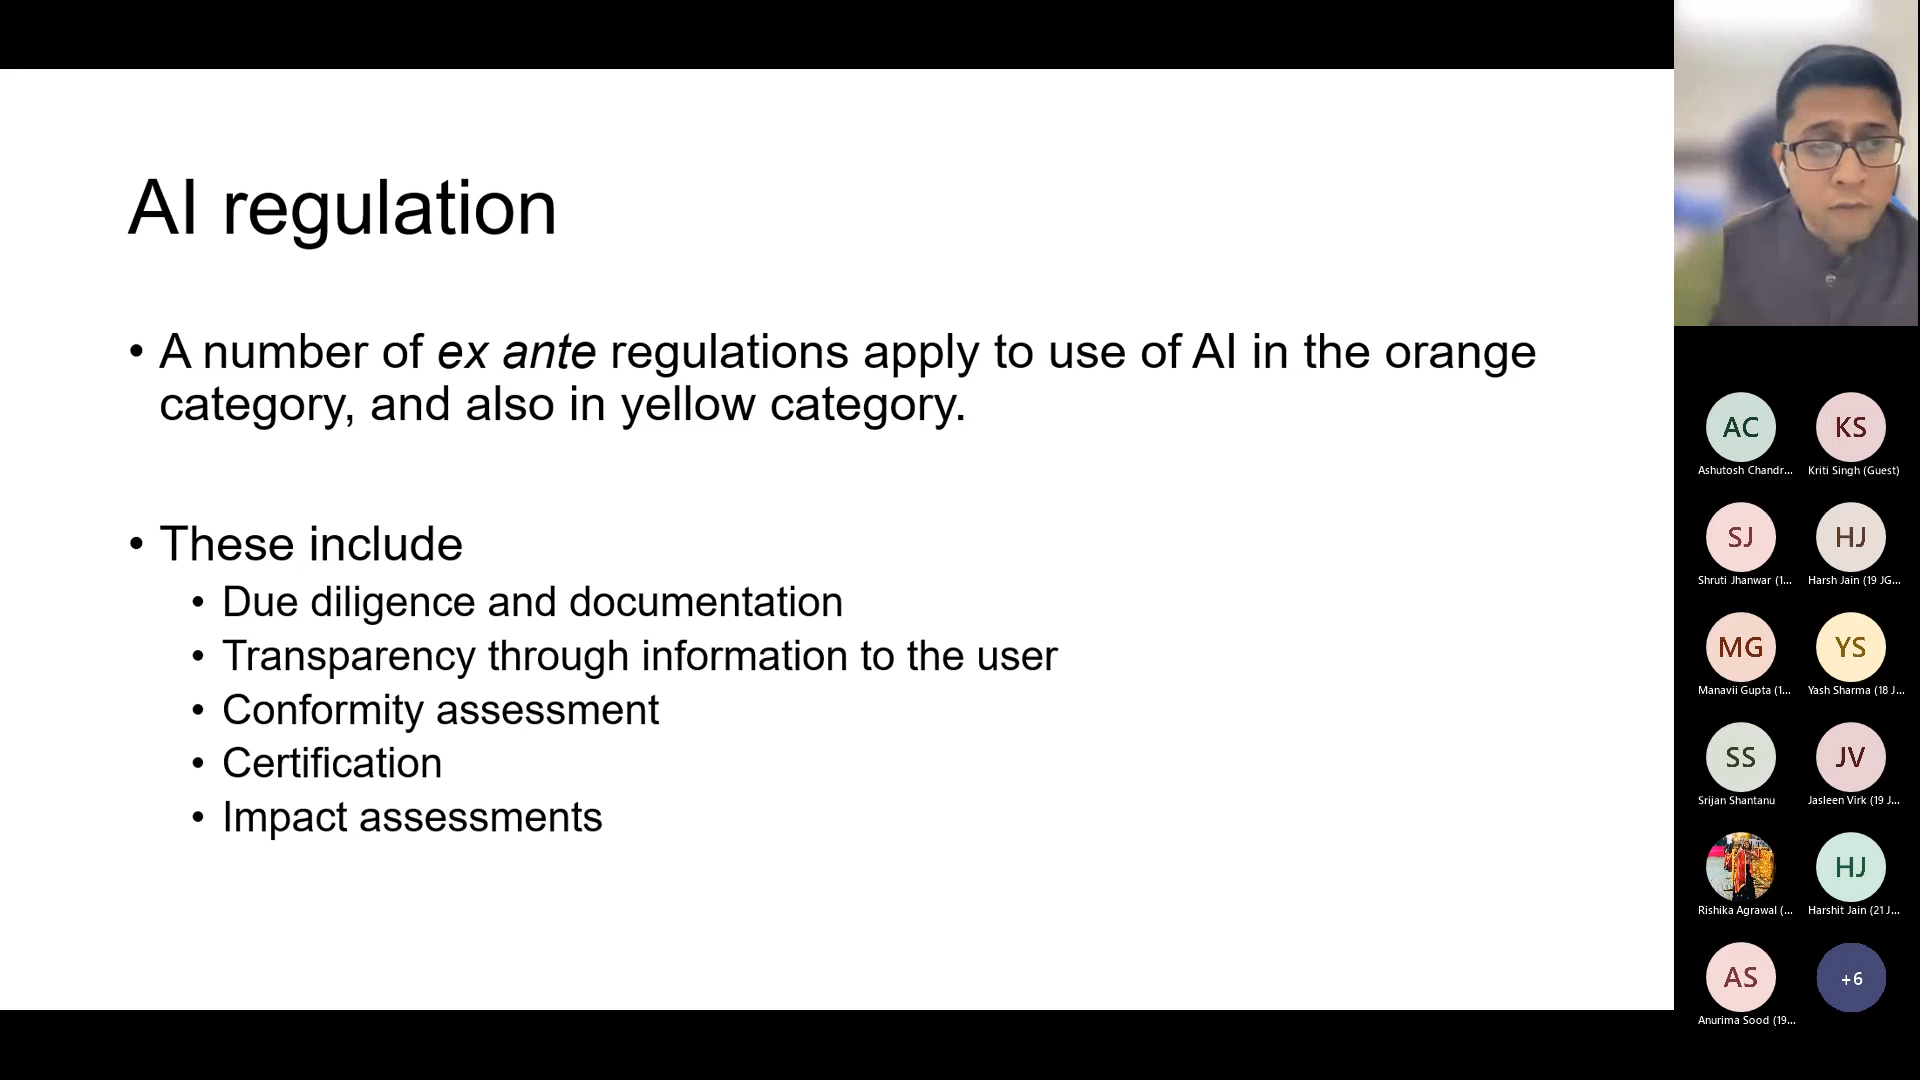 AI regulation
• A number of ex ante regulations apply to use of AI in the orange
category, and also in yellow category.
• These include
• Due diligence and documentation
• Transparency through information to the user
• Conformity assessment
• Certification
• Impact assessments
AC
KS
Ashutosh Chandr...
Kriti Singh (Guest)
SJ
HJ
Shruti Jhanwar (1...
Harsh Jain (19 JG...
MG
YS
Manavii Gupta (1...
Yash Sharma (18 J...
SS
JV
Srijan Shantanu
Jasleen Virk (19 J...
HJ
Rishika Agrawal (...
Harshit Jain (21 J...
AS
+6
Anurima Sood (19...